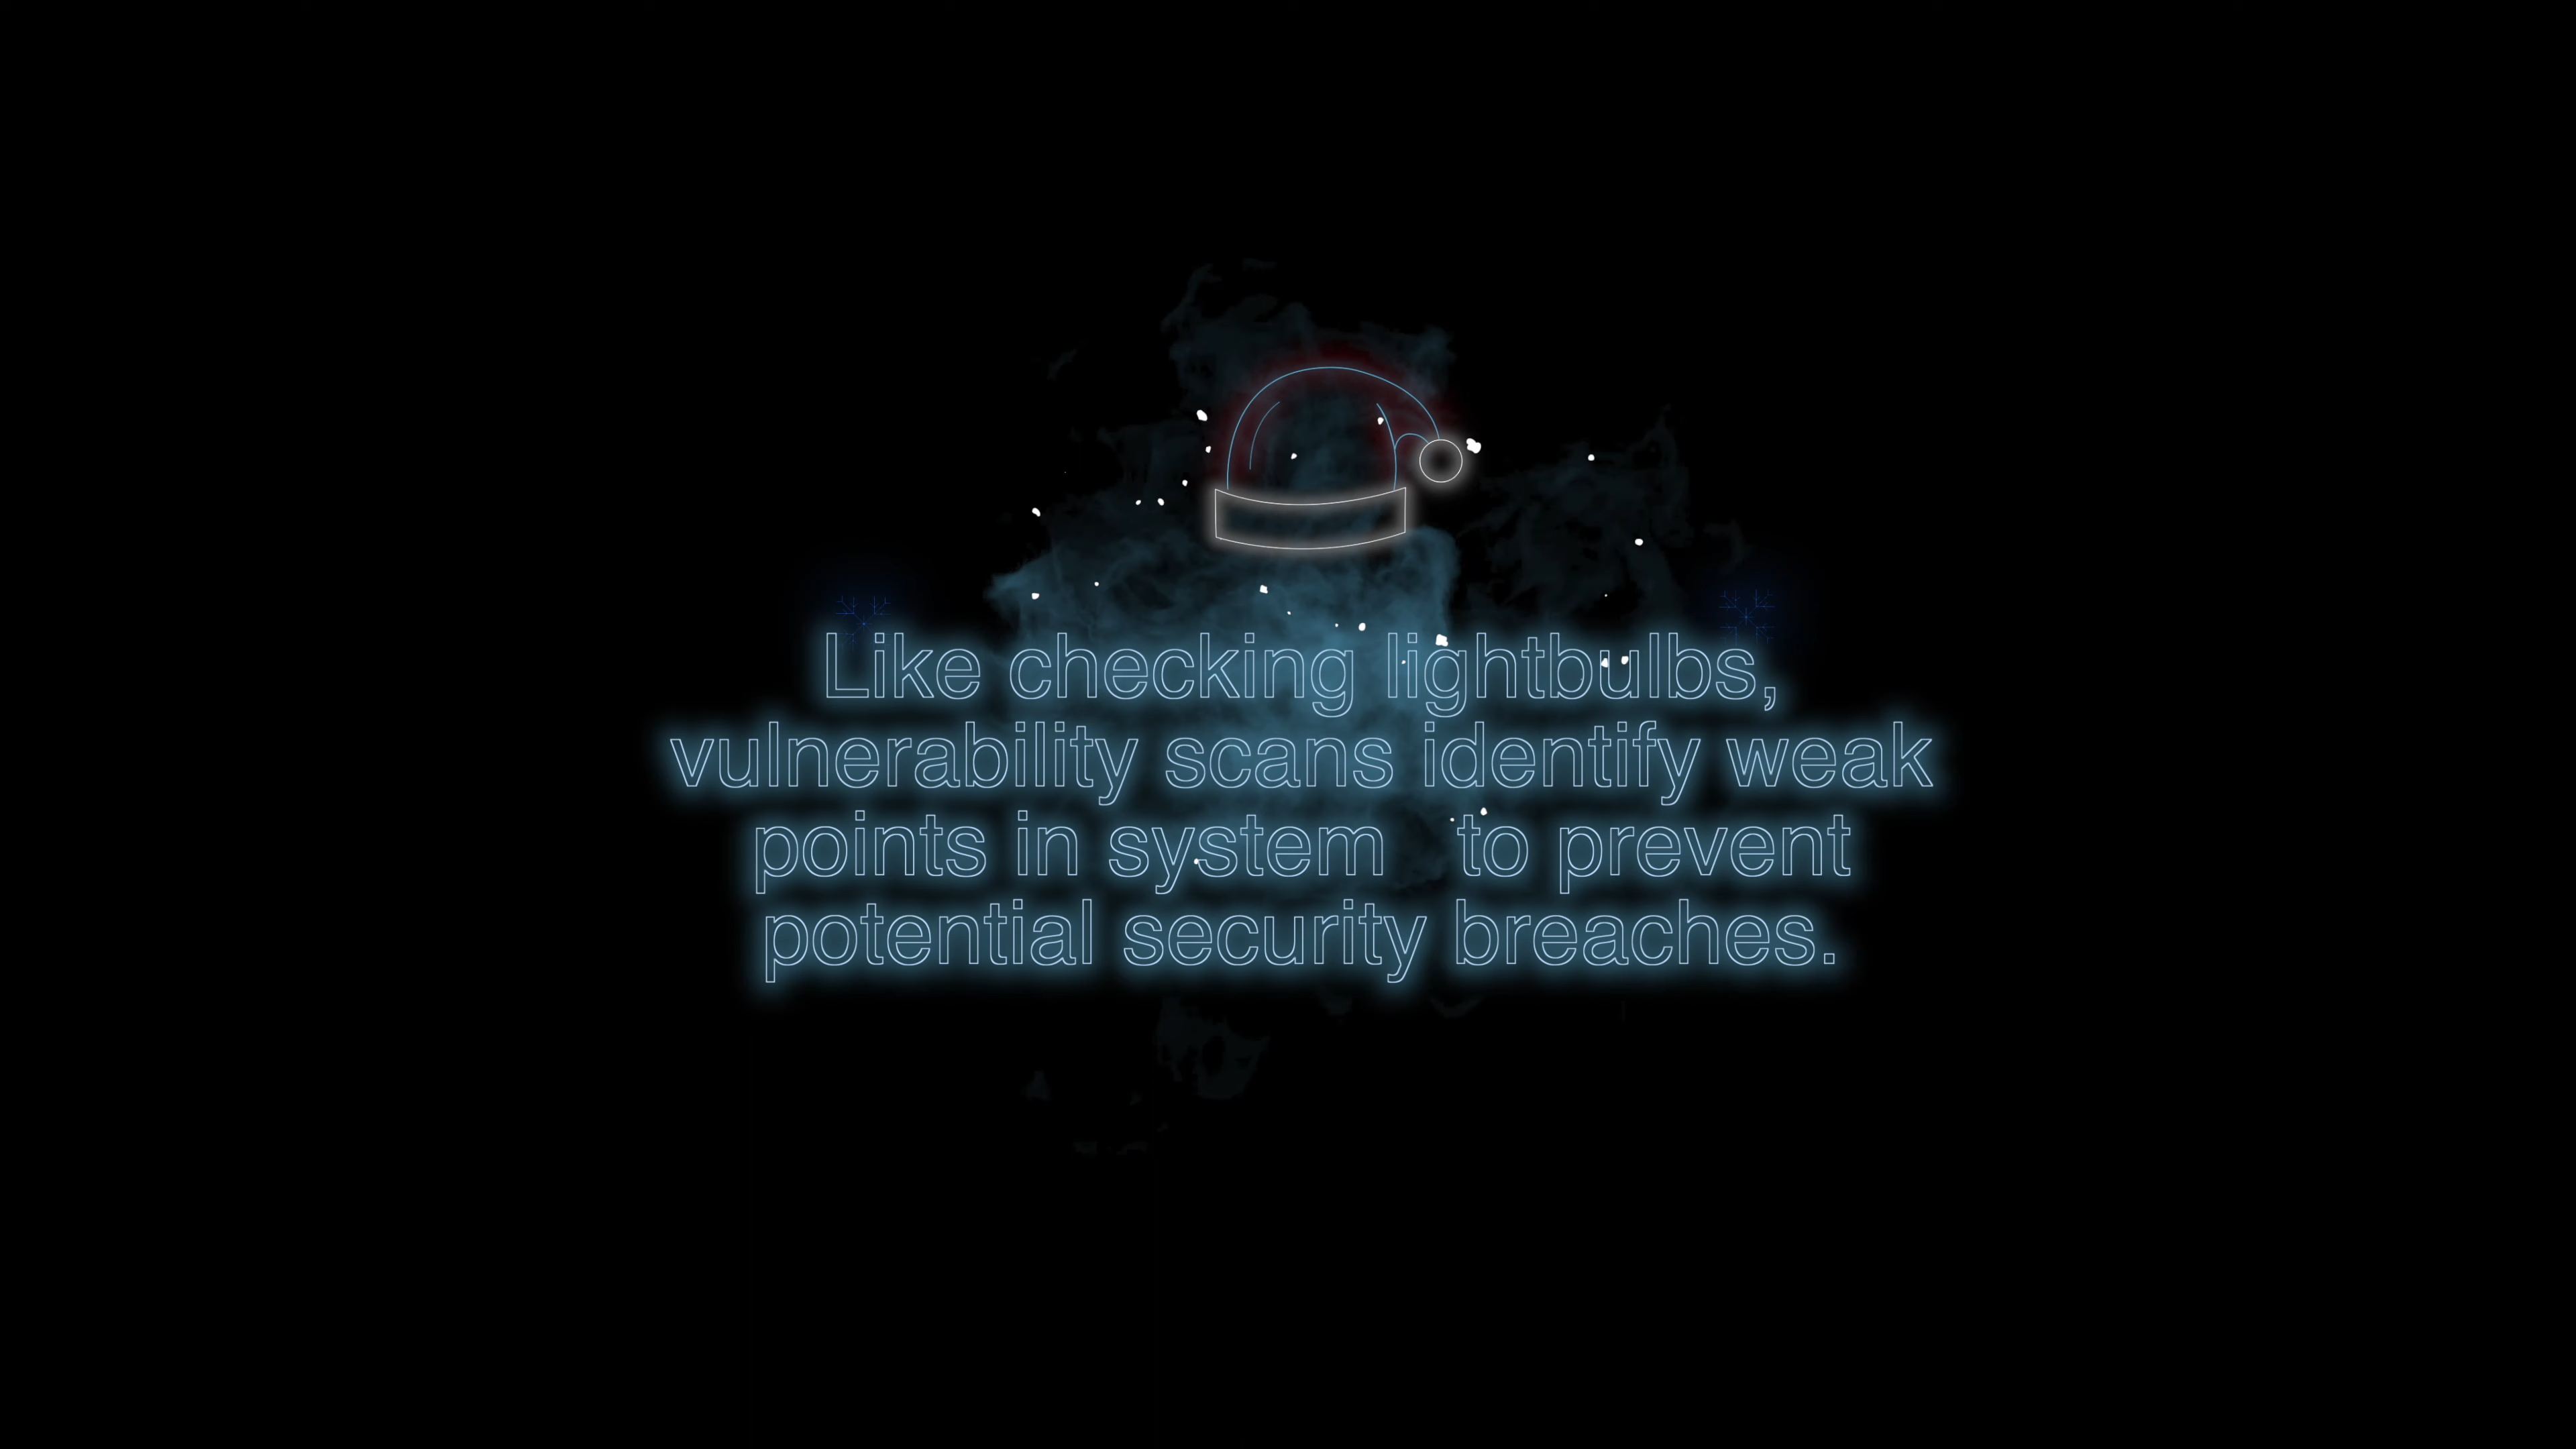 Like checking lightbulbs,
vulnerability scans identify weak
points in system to prevent
potential security breaches.